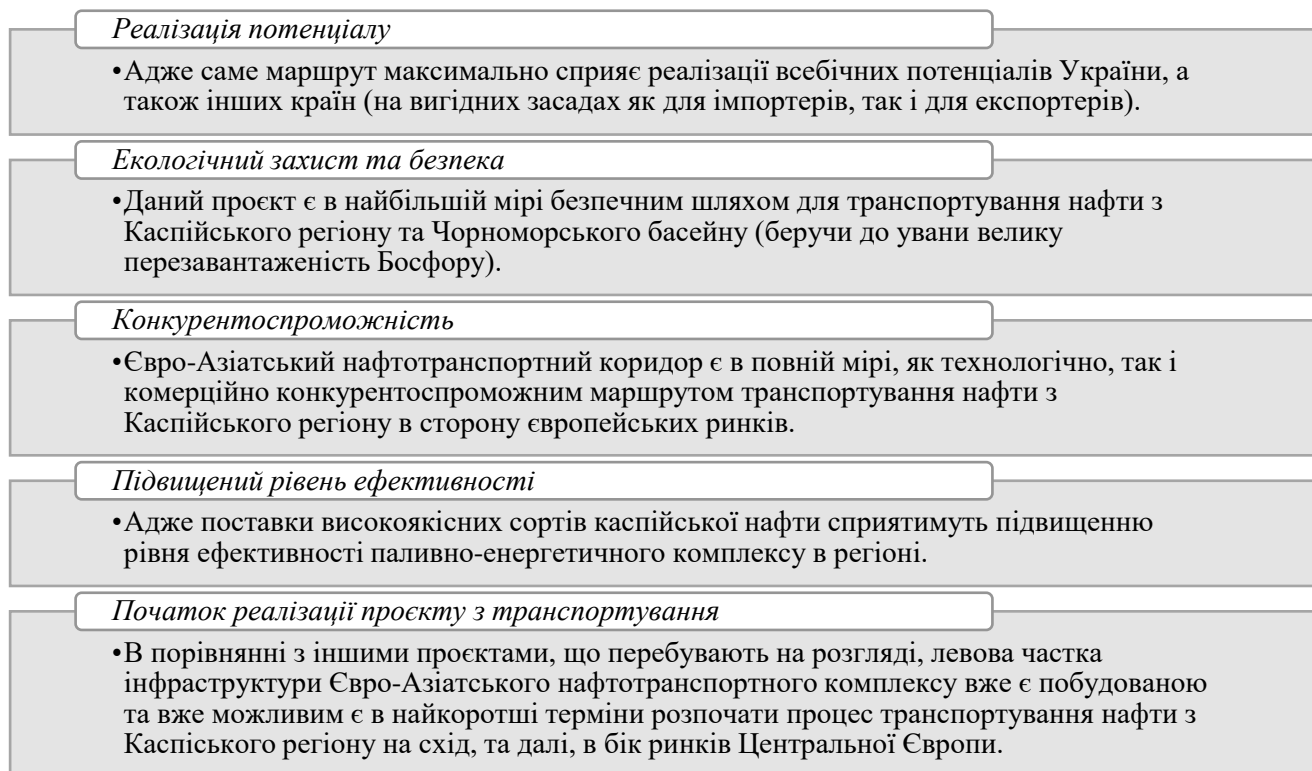 Реалізація потенціалу
•Адже саме маршрут максимально сприяє реалізації всебічних потенціалів України, а
також інших країн (на вигідних засадах як для імпортерів, так і для експортерів).
Екологічний захист та безпека
•Даний проєкт є в найбільшій мірі безпечним шляхом для транспортування нафти з
Каспійського регіону та Чорноморського басейну (беручи до увани велику
перезавантаженість Босфору).
Конкурентоспроможність
•Євро-Азіатський нафтотранспортний коридор є в повній мірі, як технологічно, так і
комерційно конкурентоспроможним маршрутом транспортування нафти з
Каспійського регіону в сторону європейських ринків.
Підвищений рівень ефективності
•Адже поставки високоякісних сортів каспійської нафти сприятимуть підвищенню
рівня ефективності паливно-енергетичного комплексу в регіоні.
Початок реалізації проєкту з транспортування
•В порівнянні з іншими проєктами, що перебувають на розгляді, левова частка
інфраструктури Євро-Азіатського нафтотранспортного комплексу вже є побудованою
та вже можливим є в найкоротші терміни розпочати процес транспортування нафти з
Каспіського регіону на схід, та далі, в бік ринків Центральної Європи.